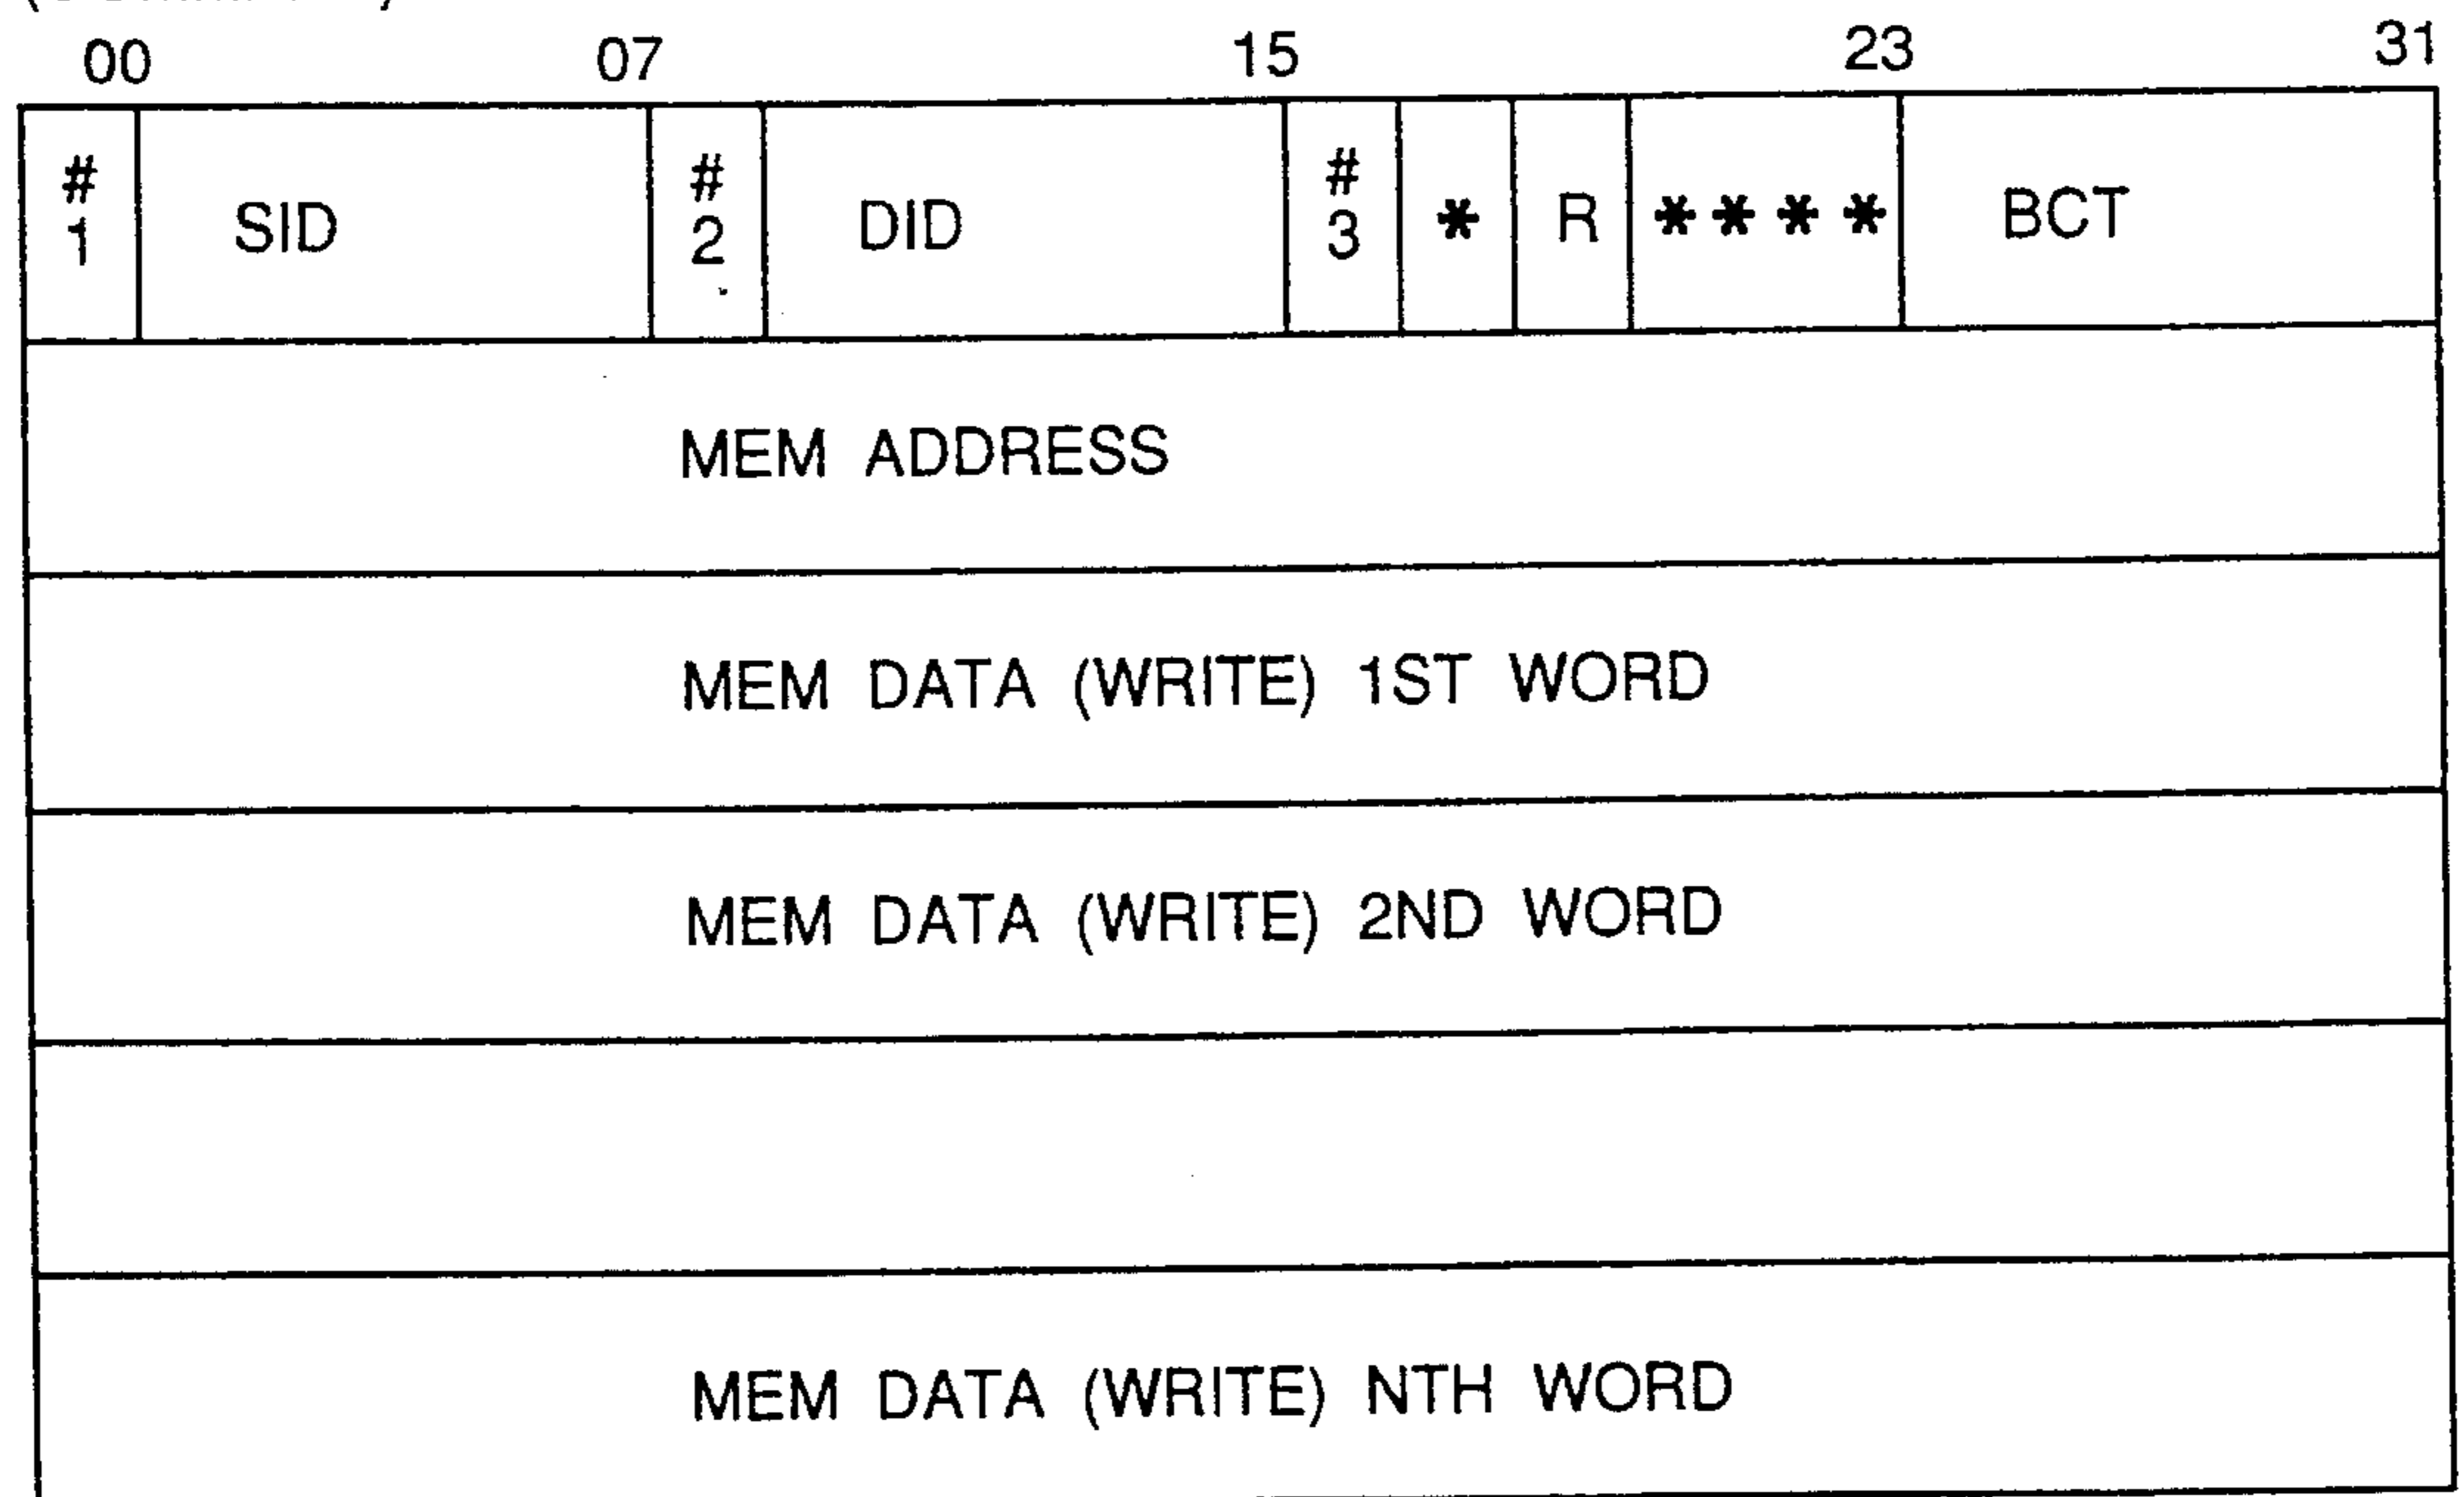 00 07 15 23 31
# 1 SID # 2 DID # 3 * R **** BCT
MEM ADDRESS
MEM DATA (WRITE) 1ST WORD
MEM DATA (WRITE) 2ND WORD
MEM DATA (WRITE) NTH WORD